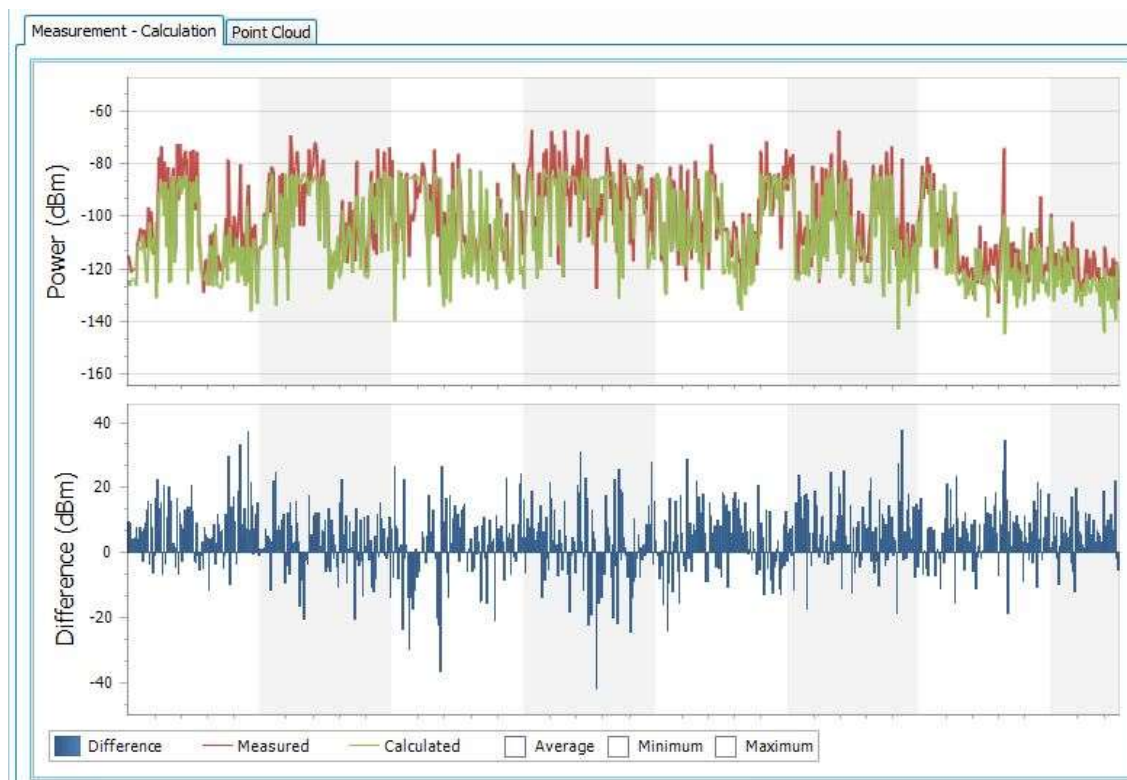 Measurement - Calculation Point Cloud
Power (dBm)
-60
-80
-100
-120
-140
-160
Difference (dBm)
40
20
0
-20
-40
Difference Measured Calculated Average Minimum Maximum